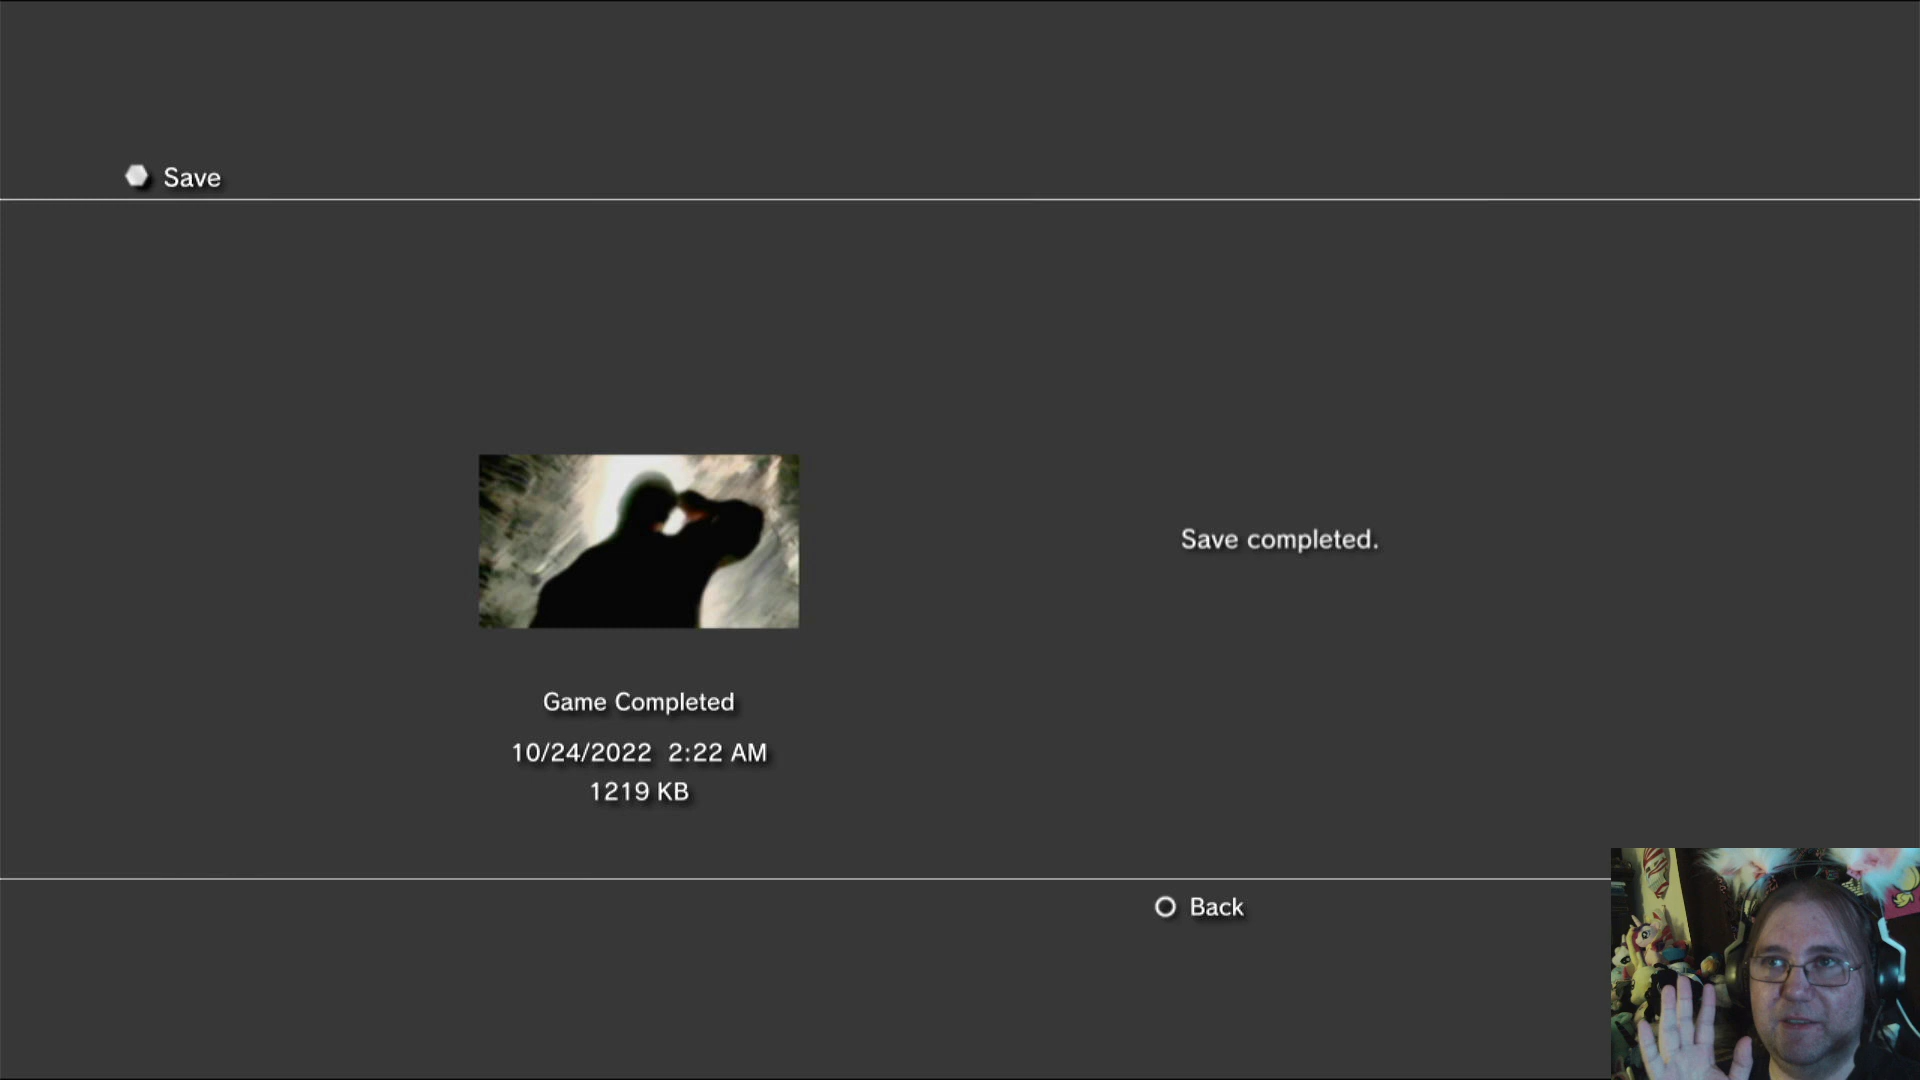 Save
Save completed.
Game Completed
10/24/2022 2:22 AM
1219 KB
Back